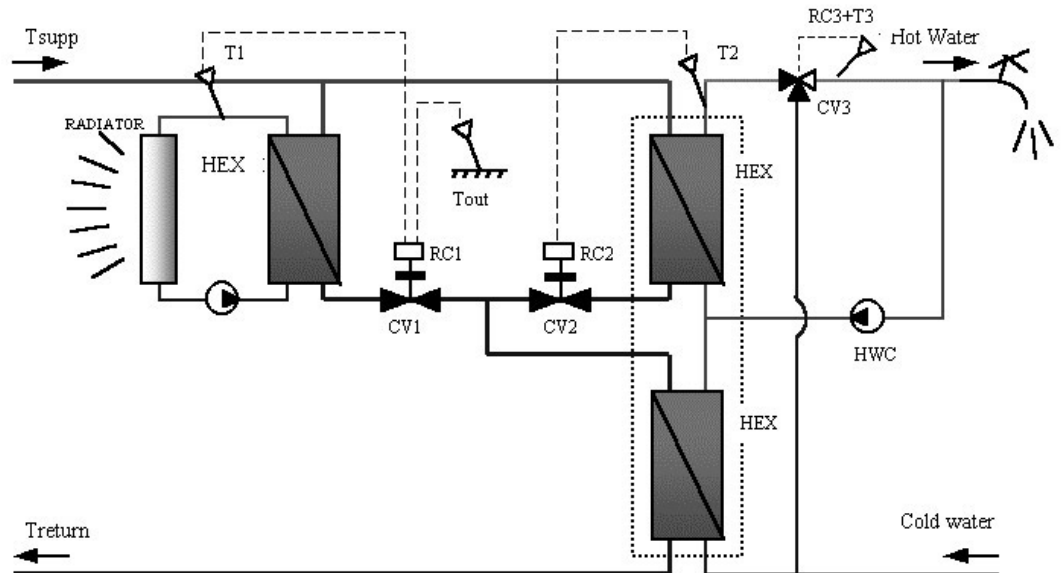 RC3+T3
Tsupp
T1
T2
Hot Water
CV3
RADIATOR
HEX
HEX
Tout
RC1
RC2
CV1
CV2
HWC
HEX
Treturn
Cold water